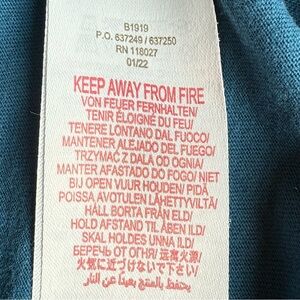 B1919
P.O. 637249 / 637250
RN 118027
01/22
KEEP AWAY FROM FIRE
VON FEUER FERNHALTEN/
TENIR ÉLOIGNÉ DU FEU/
TENERE LONTANO DAL FUOCO/
MANTENER ALEJADO DEL FUEGO/
TRZYMAĆ Z DALA OD OGNIA/
MANTER AFASTADO DO FOGO/ NIET
BIJ OPEN VUUR HOUDEN/ PIDÄ
POISSA AVOTULEN LÄHETTYVILTÄ/
HÅLL BORTA FRÅN ELD/
HOLD AFSTAND TIL ÅBEN ILD/
SKAL HOLDES UNNA ILD/
БЕРЕЧЬ ОТ ОГНЯ/ 远离火源/
火気に近づけないで下さい/
يحتفظ بالمنتج بعيدًا عن النار